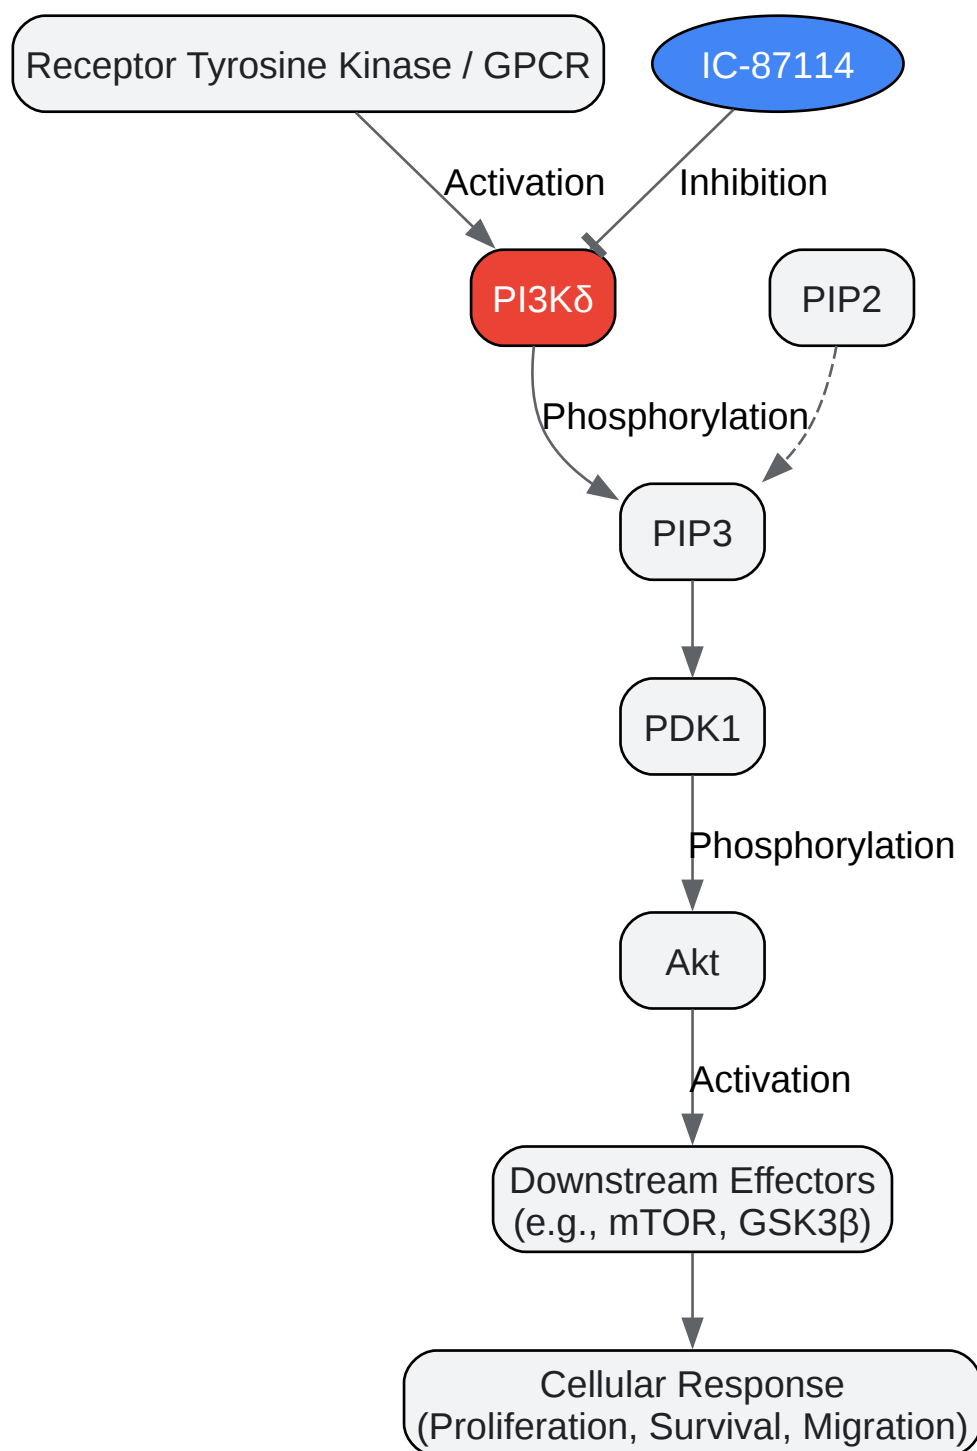 Receptor Tyrosine Kinase / GPCR
IC-87114
Activation
Inhibition
PI3Kδ
PIP2
Phosphorylation
PIP3
PDK1
Phosphorylation
Akt
Activation
Downstream Effectors
(e.g., mTOR, GSK3β)
Cellular Response
(Proliferation, Survival, Migration)